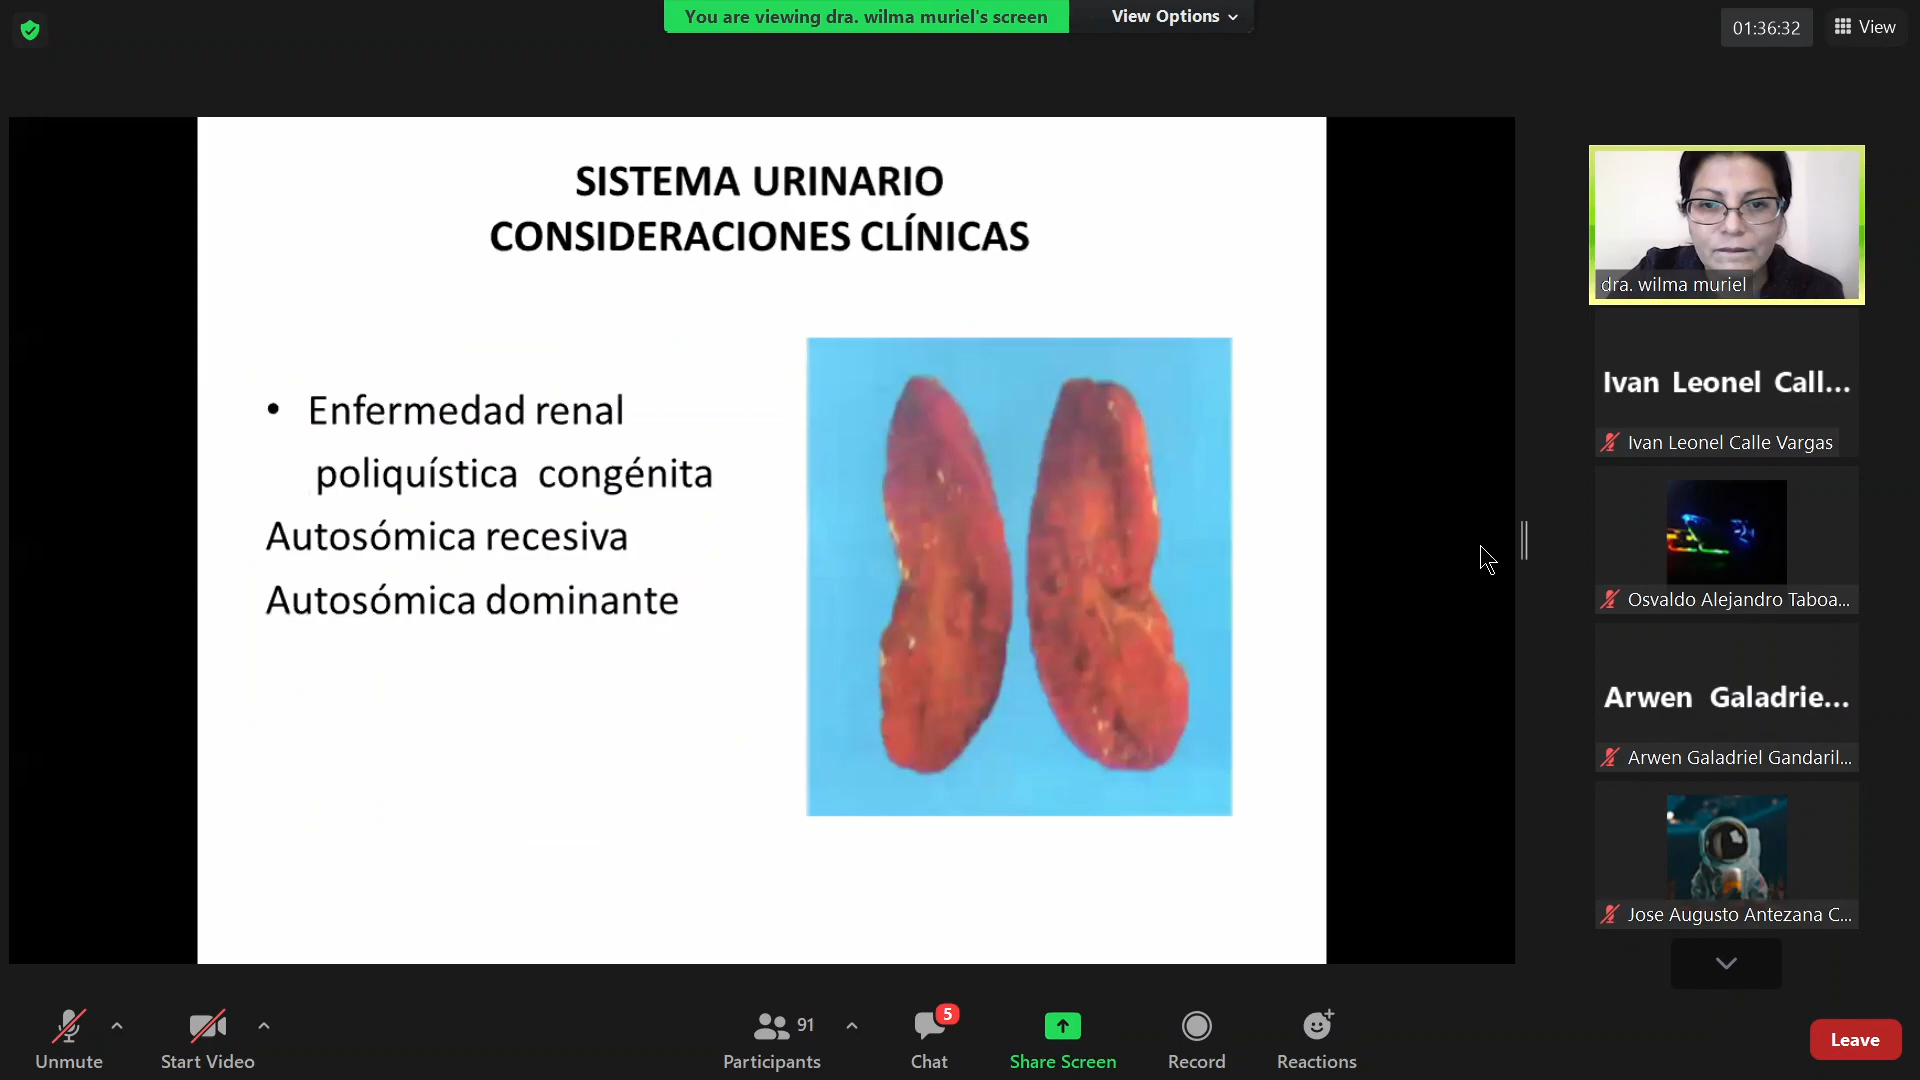 You are viewing dra. wilma muriel's screen
View Options
01:36:32
View
SISTEMA URINARIO
CONSIDERACIONES CLÍNICAS
• Enfermedad renal
poliquística congénita
Autosómica recesiva
Autosómica dominante
dra. wilma muriel
Ivan Leonel Call...
Ivan Leonel Calle Vargas
Osvaldo Alejandro Taboa...
Arwen Galadrie...
Arwen Galadriel Gandaril...
Jose Augusto Antezana C...
Unmute
Start Video
91
Participants
5
Chat
Share Screen
Record
Reactions
Leave